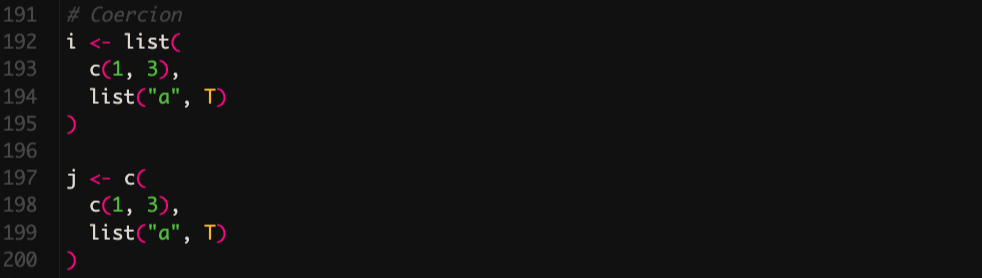 191 # Coercion
192 i <- list(
193   c(1, 3),
194   list("a", T)
195 )
196
197 j <- c(
198   c(1, 3),
199   list("a", T)
200 )